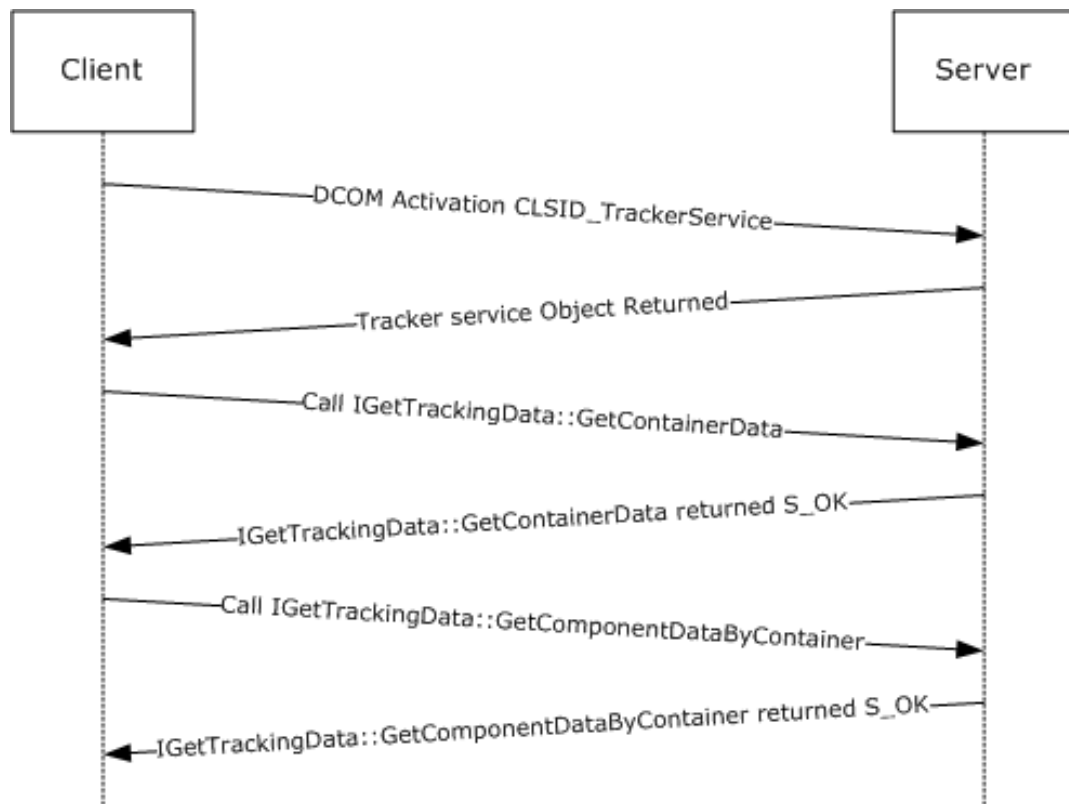 Client
Server
DCOM Activation CLSID_TrackerService
Tracker service Object Returned
Call IGetTrackingData::GetContainerData
IGetTrackingData::GetContainerData returned S_OK
Call IGetTrackingData::GetComponentDataByContainer
IGetTrackingData::GetComponentDataByContainer returned S_OK